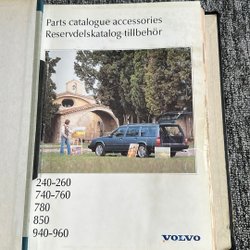 Parts catalogue accessories
Reservdelskatalog tillbehör
240-260
740-760
780
850
940-960
VOLVO